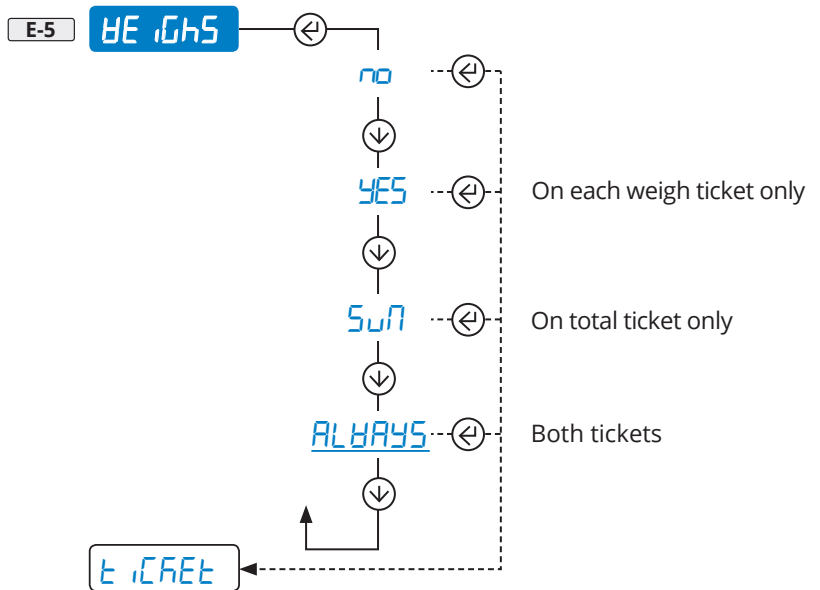 E-5 WEiGhS
no
YES On each weigh ticket only
SuM On total ticket only
ALWAYS Both tickets
tiCKEt